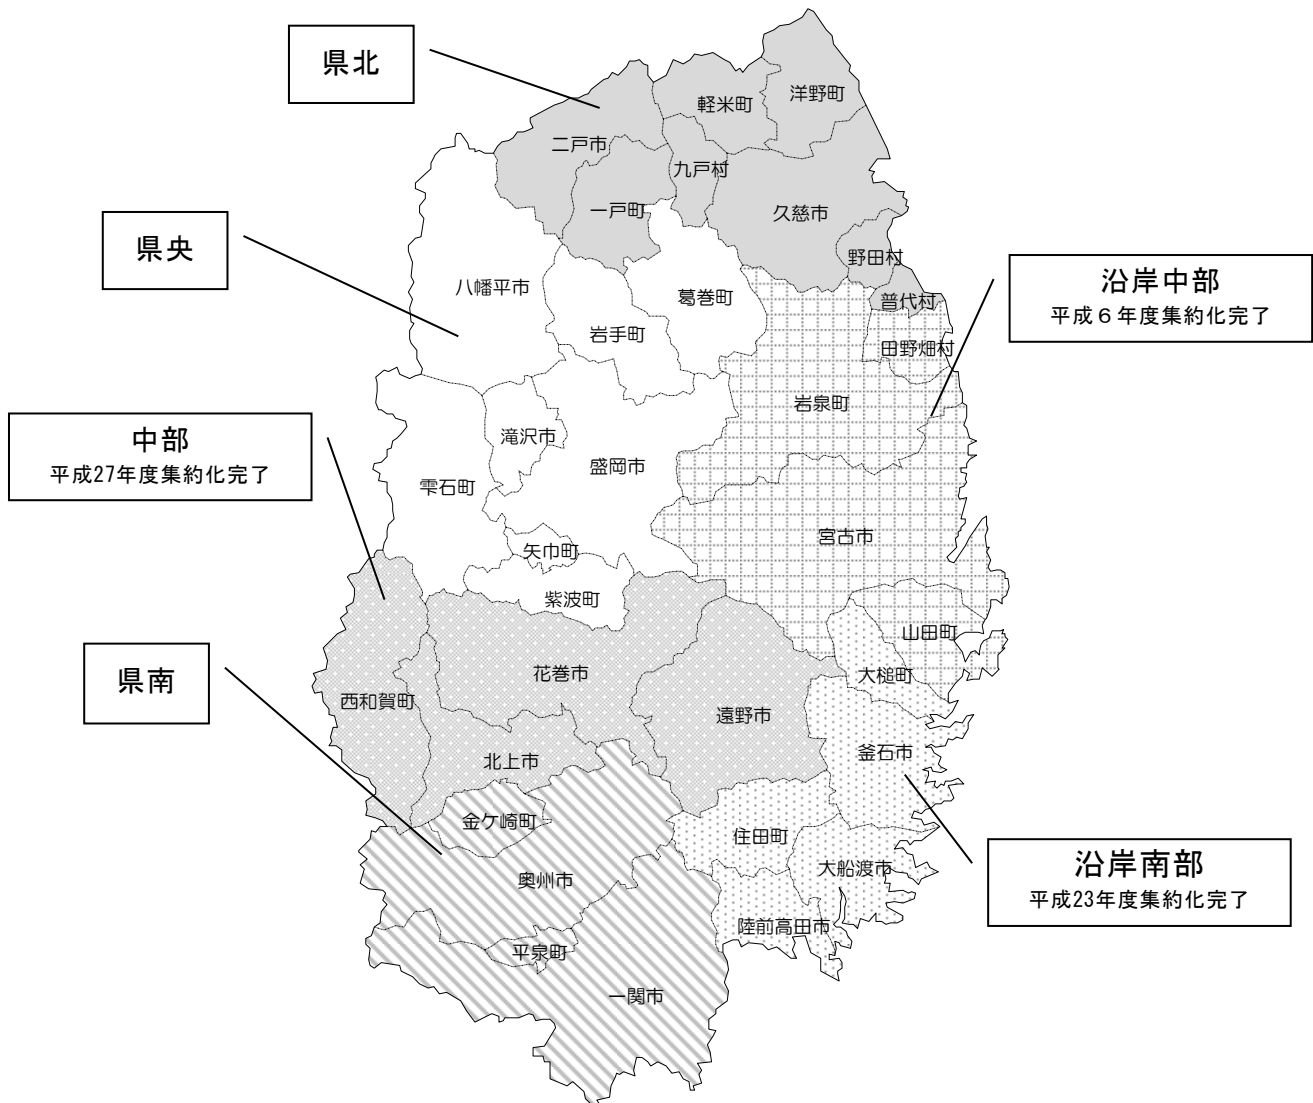 県北
洋野町
軽米町
二戸市
九戸村
一戸町
久慈市
県央
野田村
沿岸中部
平成６年度集約化完了
八幡平市
葛巻町
普代村
岩手町
田野畑村
岩泉町
中部
平成27年度集約化完了
滝沢市
盛岡市
雫石町
宮古市
矢巾町
紫波町
山田町
県南
花巻市
大槌町
西和賀町
遠野市
釜石市
北上市
金ケ崎町
住田町
沿岸南部
平成23年度集約化完了
大船渡市
奥州市
陸前高田市
平泉町
一関市